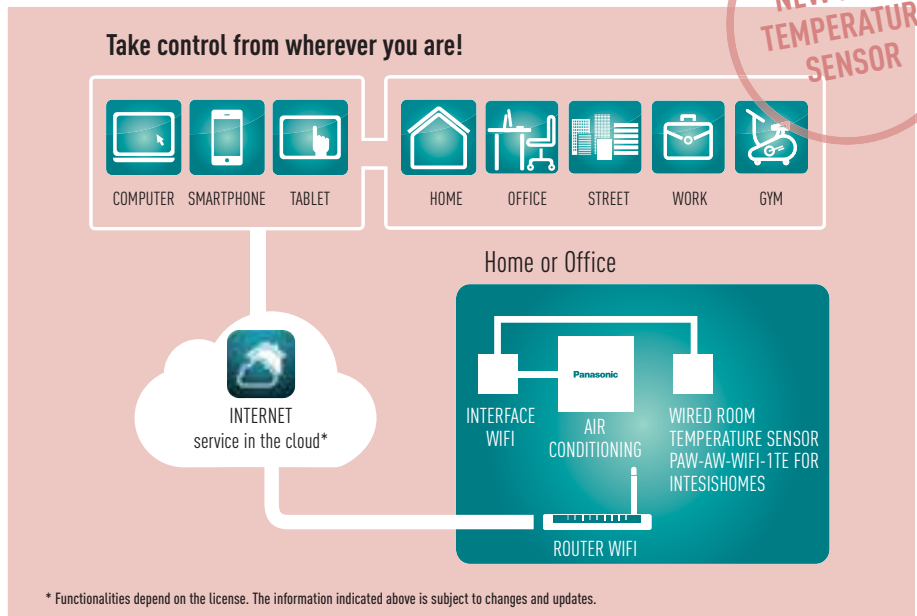 TEMPERATUR
SENSOR
Take control from wherever you are!
COMPUTER
SMARTPHONE
TABLET
HOME
OFFICE
STREET
WORK
GYM
INTERNET
service in the cloud*
Home or Office
Panasonic
INTERFACE
WIFI
AIR
CONDITIONING
WIRED ROOM
TEMPERATURE SENSOR
PAW-AW-WIFI-1TE FOR
INTESISHOMES
ROUTER WIFI
* Functionalities depend on the license. The information indicated above is subject to changes and updates.